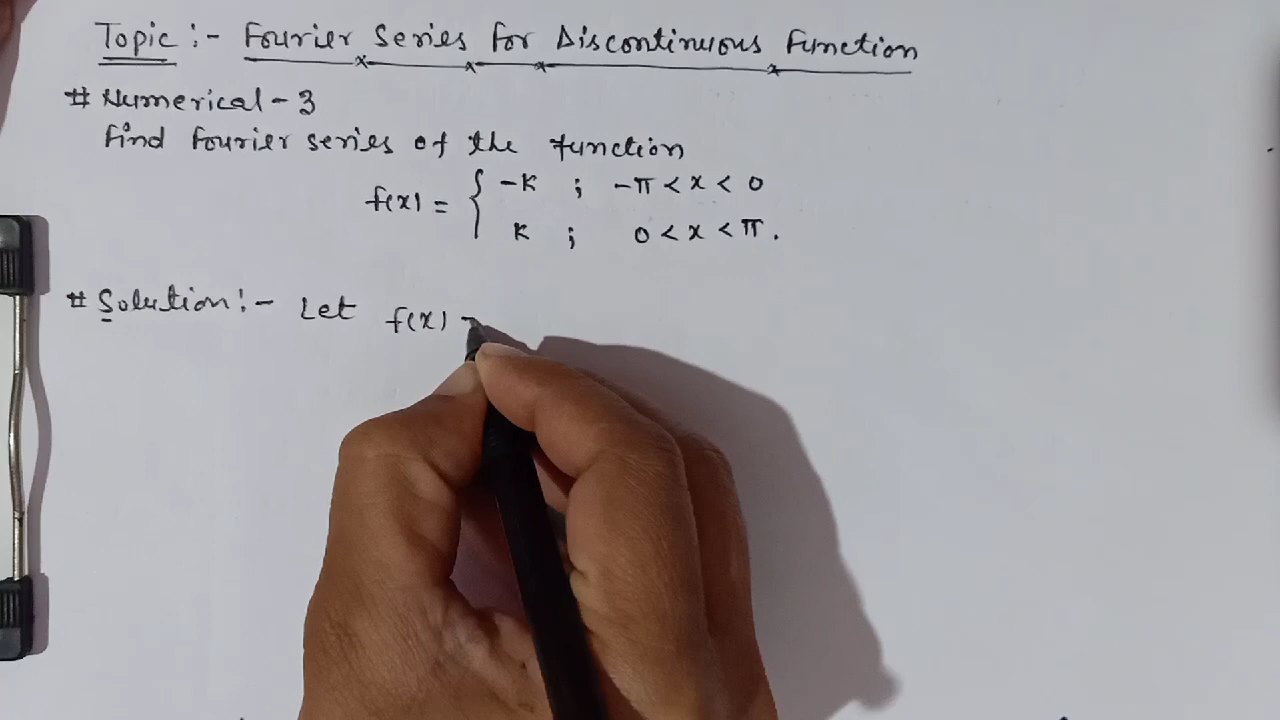 Topic :- Fourier Series for Discontinuous Function
# Numerical - 3
Find Fourier series of the function
f(x) = { -K ; -π < x < 0
K ; 0 < x < π.
# Solution :- Let f(x) -